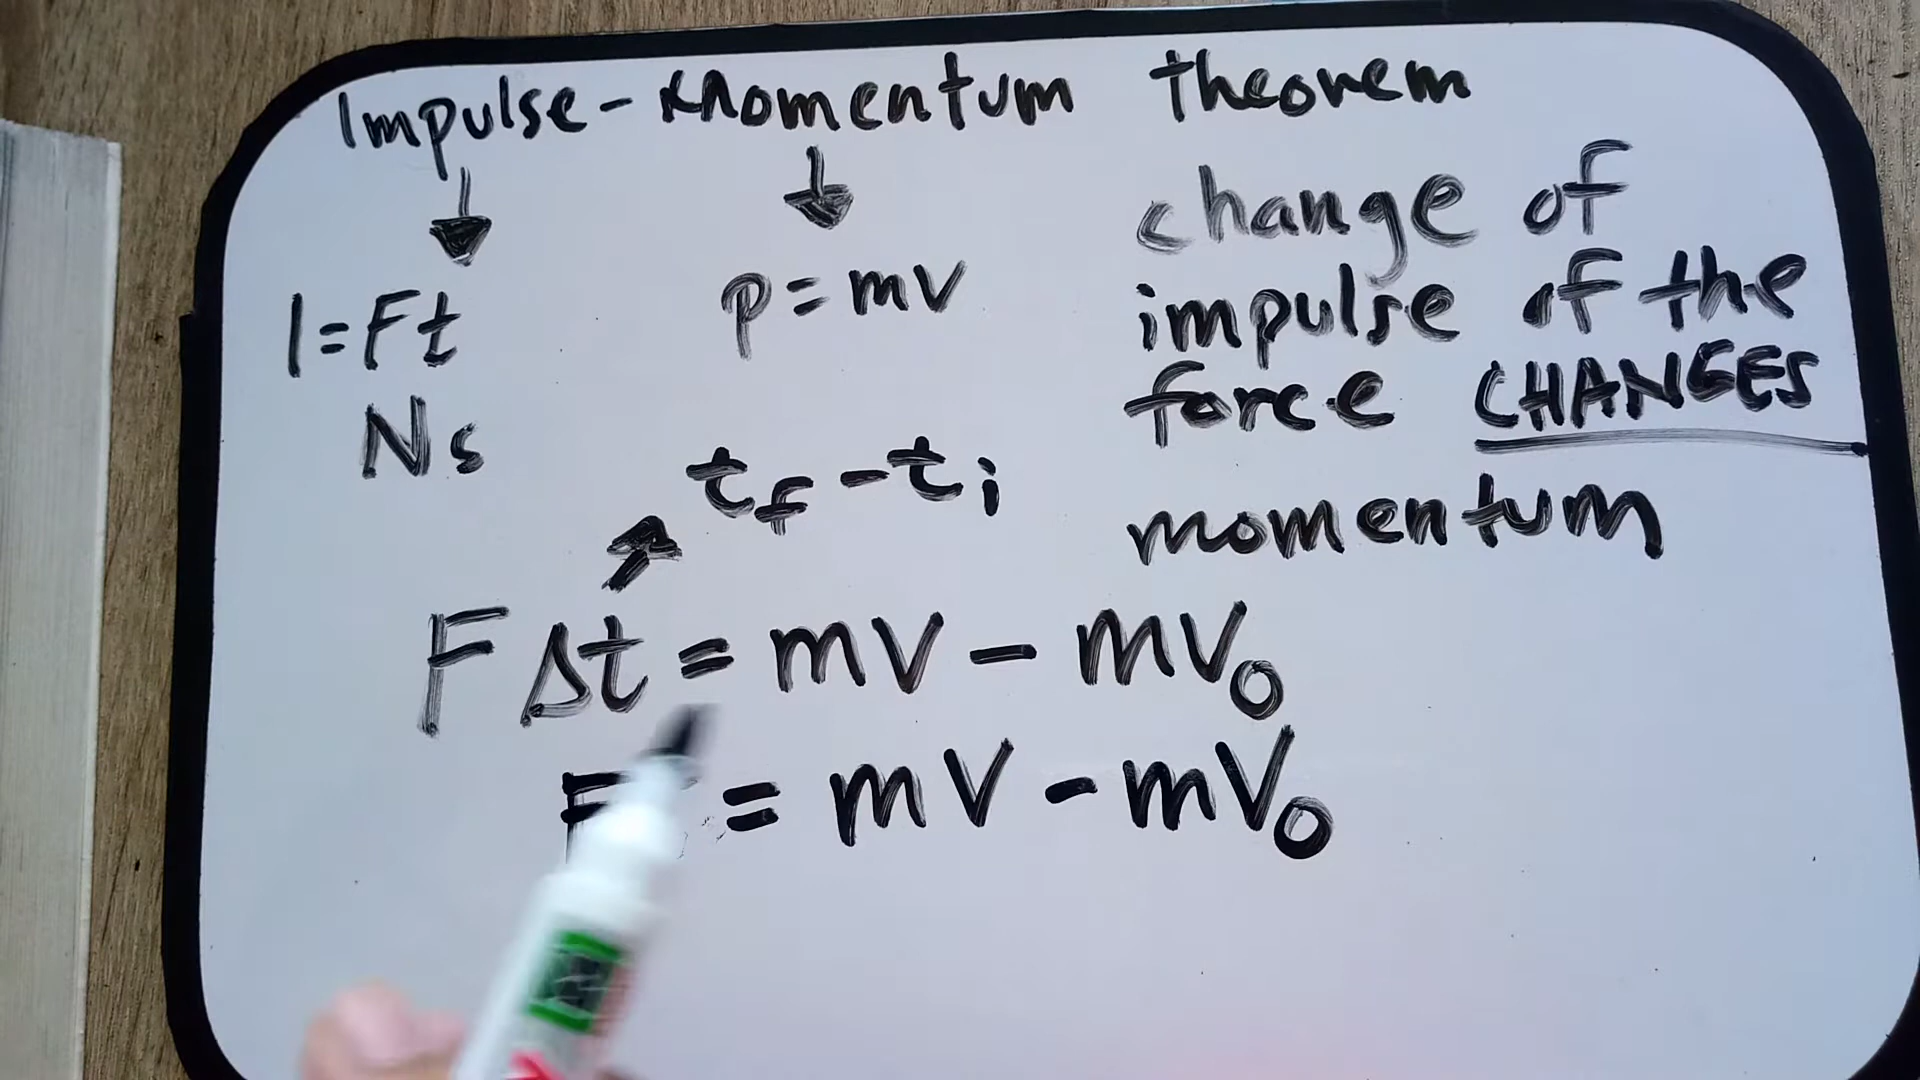 Impulse - Momentum theorem
I = Ft
Ns
p = mv
change of
impulse of the
force CHANGES
momentum
tf - ti
F Δt = mv - mv₀
F = mv - mv₀